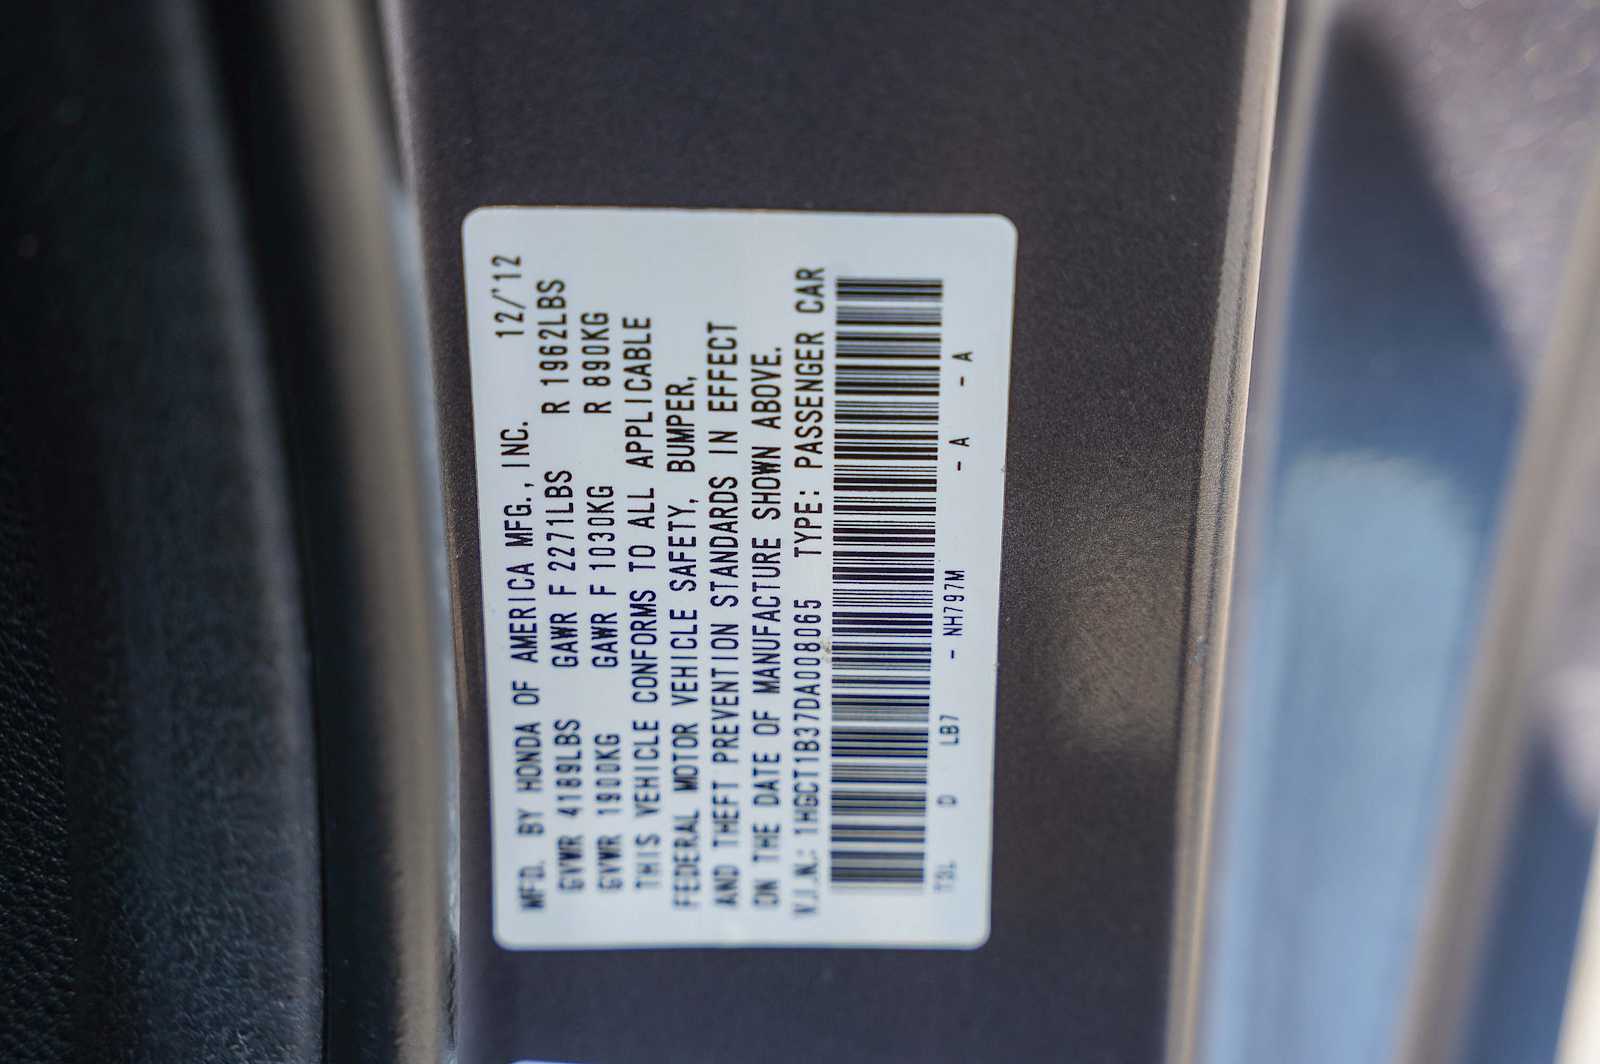 MFD. BY HONDA OF AMERICA MFG., INC. 12/'12
GVWR 4189LBS GAWR F 2271LBS R 1962LBS
GVWR 1900KG GAWR F 1030KG R 890KG
THIS VEHICLE CONFORMS TO ALL APPLICABLE
FEDERAL MOTOR VEHICLE SAFETY, BUMPER,
AND THEFT PREVENTION STANDARDS IN EFFECT
ON THE DATE OF MANUFACTURE SHOWN ABOVE.
V.I.N.: 1HGCT1B37DA008065 TYPE: PASSENGER CAR
T3L D LB7 - NH797M - A - A